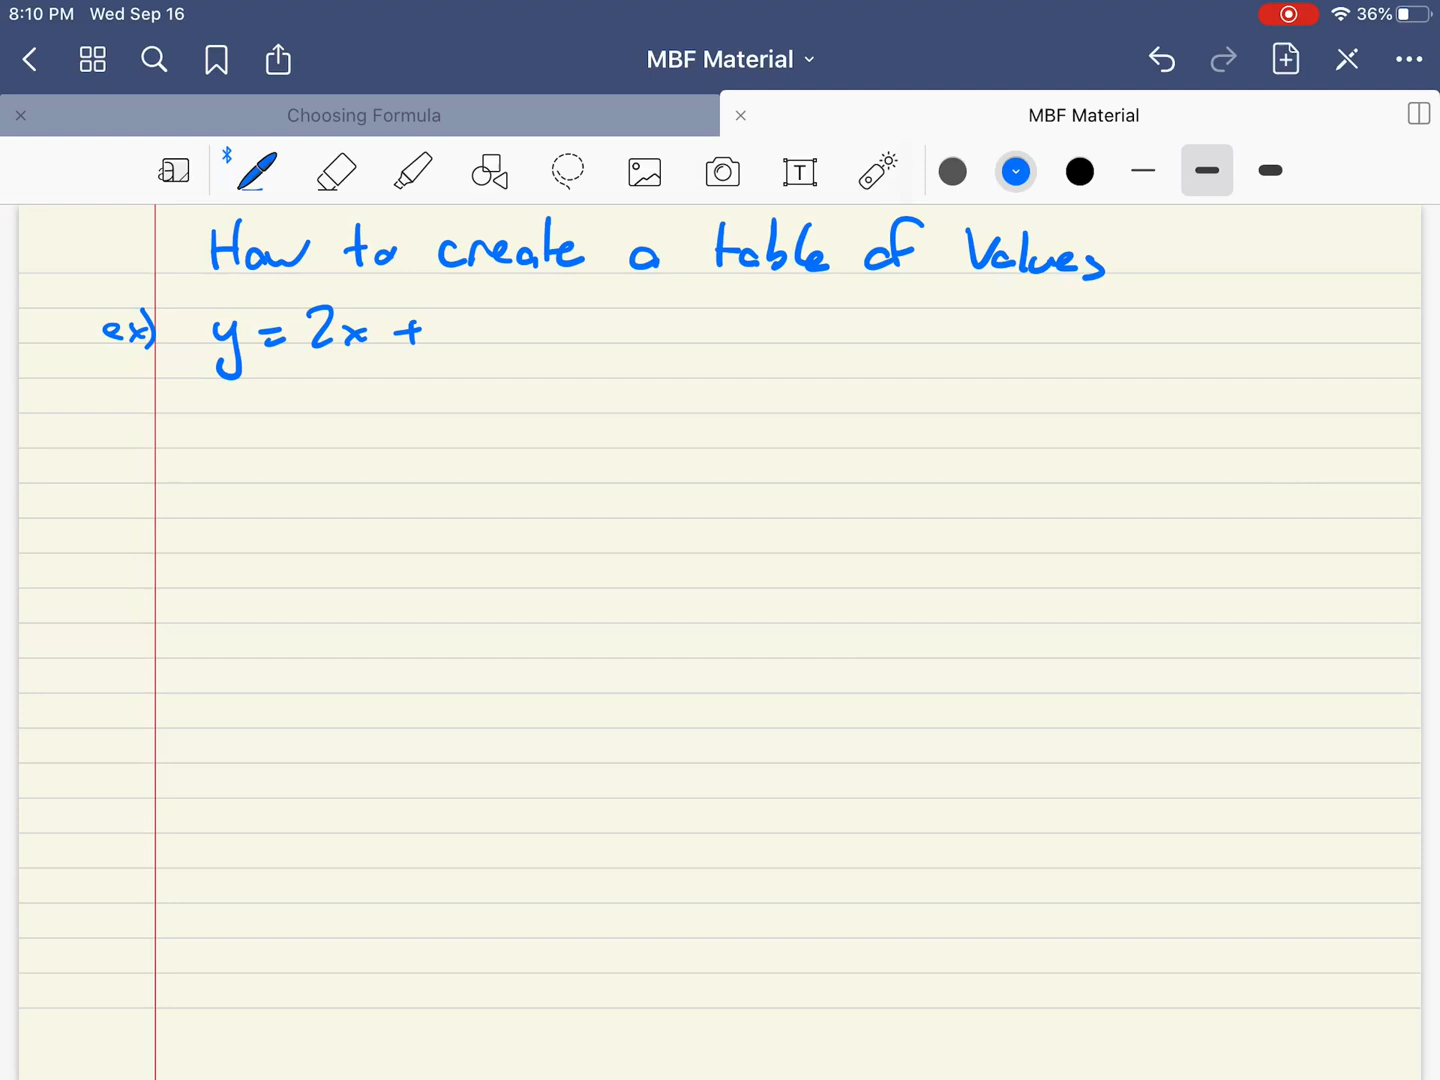 8:10 PM Wed Sep 16 36%
MBF Material
Choosing Formula MBF Material
T
How to create a table of Values
ex) y = 2x +